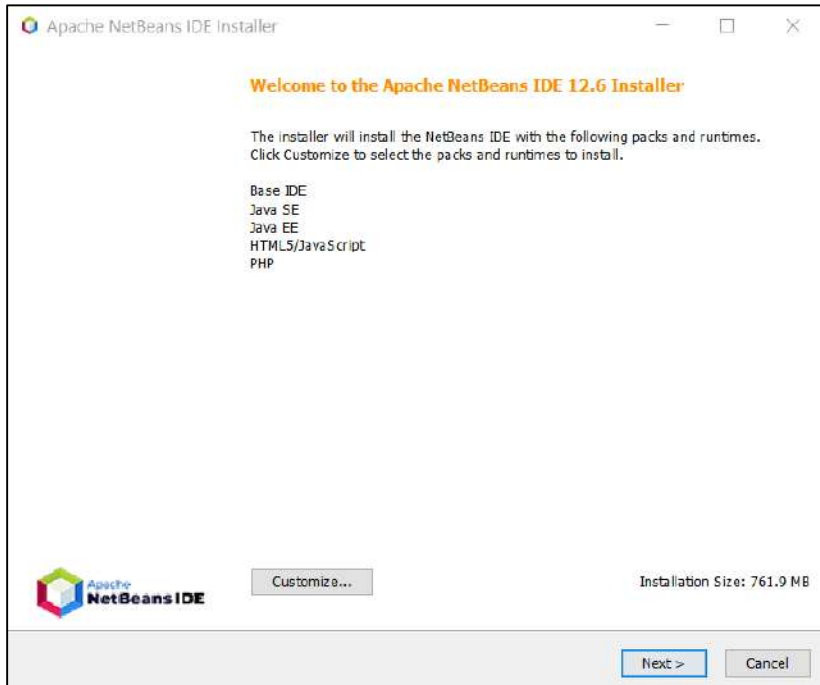 Apache NetBeans IDE Installer
Welcome to the Apache NetBeans IDE 12.6 Installer
The installer will install the NetBeans IDE with the following packs and runtimes.
Click Customize to select the packs and runtimes to install.
Base IDE
Java SE
Java EE
HTML5/JavaScript
PHP
Apache
NetBeans IDE
Customize...
Installation Size: 761.9 MB
Next >
Cancel